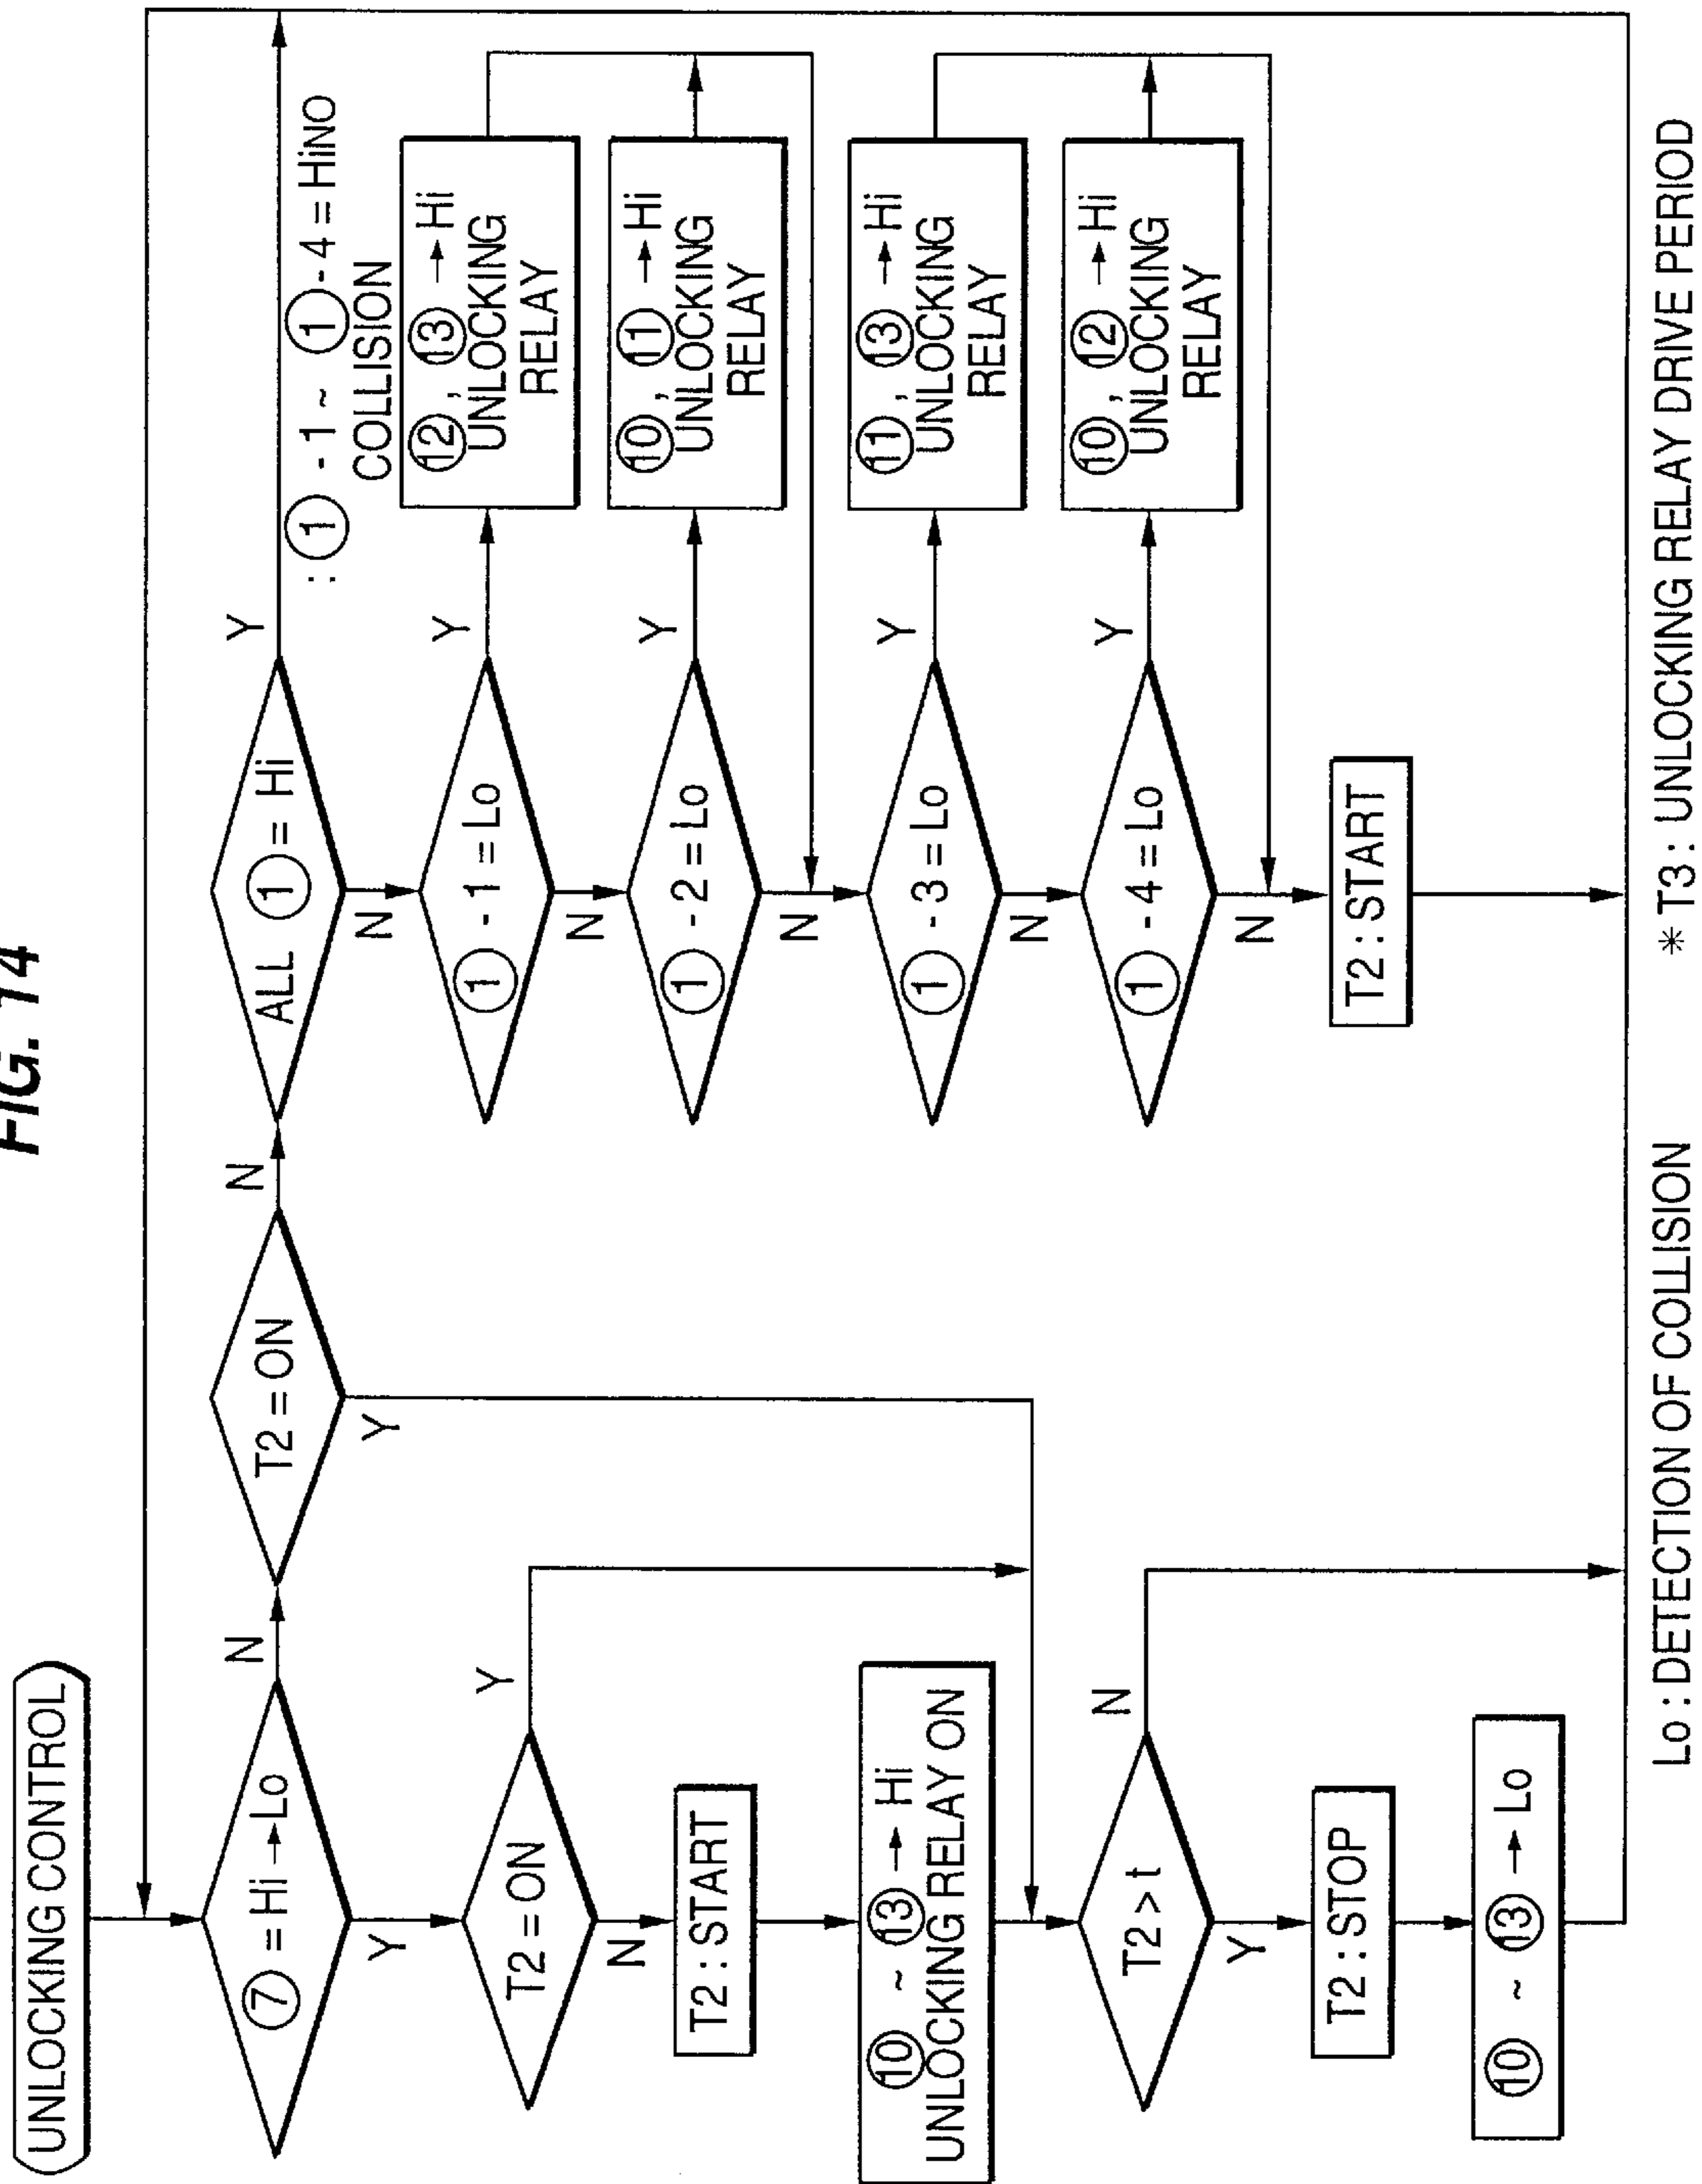 FIG. 14
UNLOCKING CONTROL
⑦ = Hi → Lo
N
Y
T2 = ON
Y
N
T2 : START
⑩ ~ ⑬ → Hi
UNLOCKING RELAY ON
T2 > t
N
Y
T2 : STOP
⑩ ~ ⑬ → Lo
T2 = ON
N
Y
ALL ① = Hi
Y
N
: ① - 1 ~ ① - 4 = HiNO
COLLISION
① - 1 = Lo
Y
N
⑫ , ⑬ → Hi
UNLOCKING
RELAY
① - 2 = Lo
Y
N
⑩ , ⑪ → Hi
UNLOCKING
RELAY
① - 3 = Lo
Y
N
⑪ , ⑬ → Hi
UNLOCKING
RELAY
① - 4 = Lo
Y
N
⑩ , ⑫ → Hi
UNLOCKING
RELAY
T2 : START
Lo : DETECTION OF COLLISION
* T3 : UNLOCKING RELAY DRIVE PERIOD